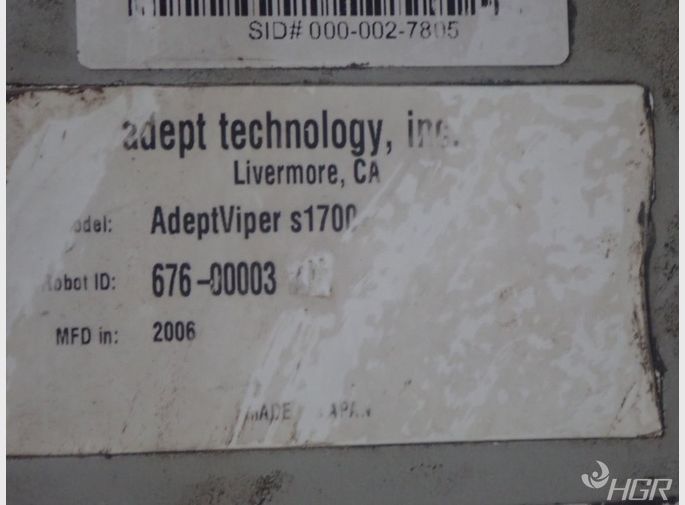 SID# 000-002-7805
adept technology, inc.
Livermore, CA
Model: AdeptViper s1700
Robot ID: 676-00003
MFD in: 2006
MADE JAPAN
HGR